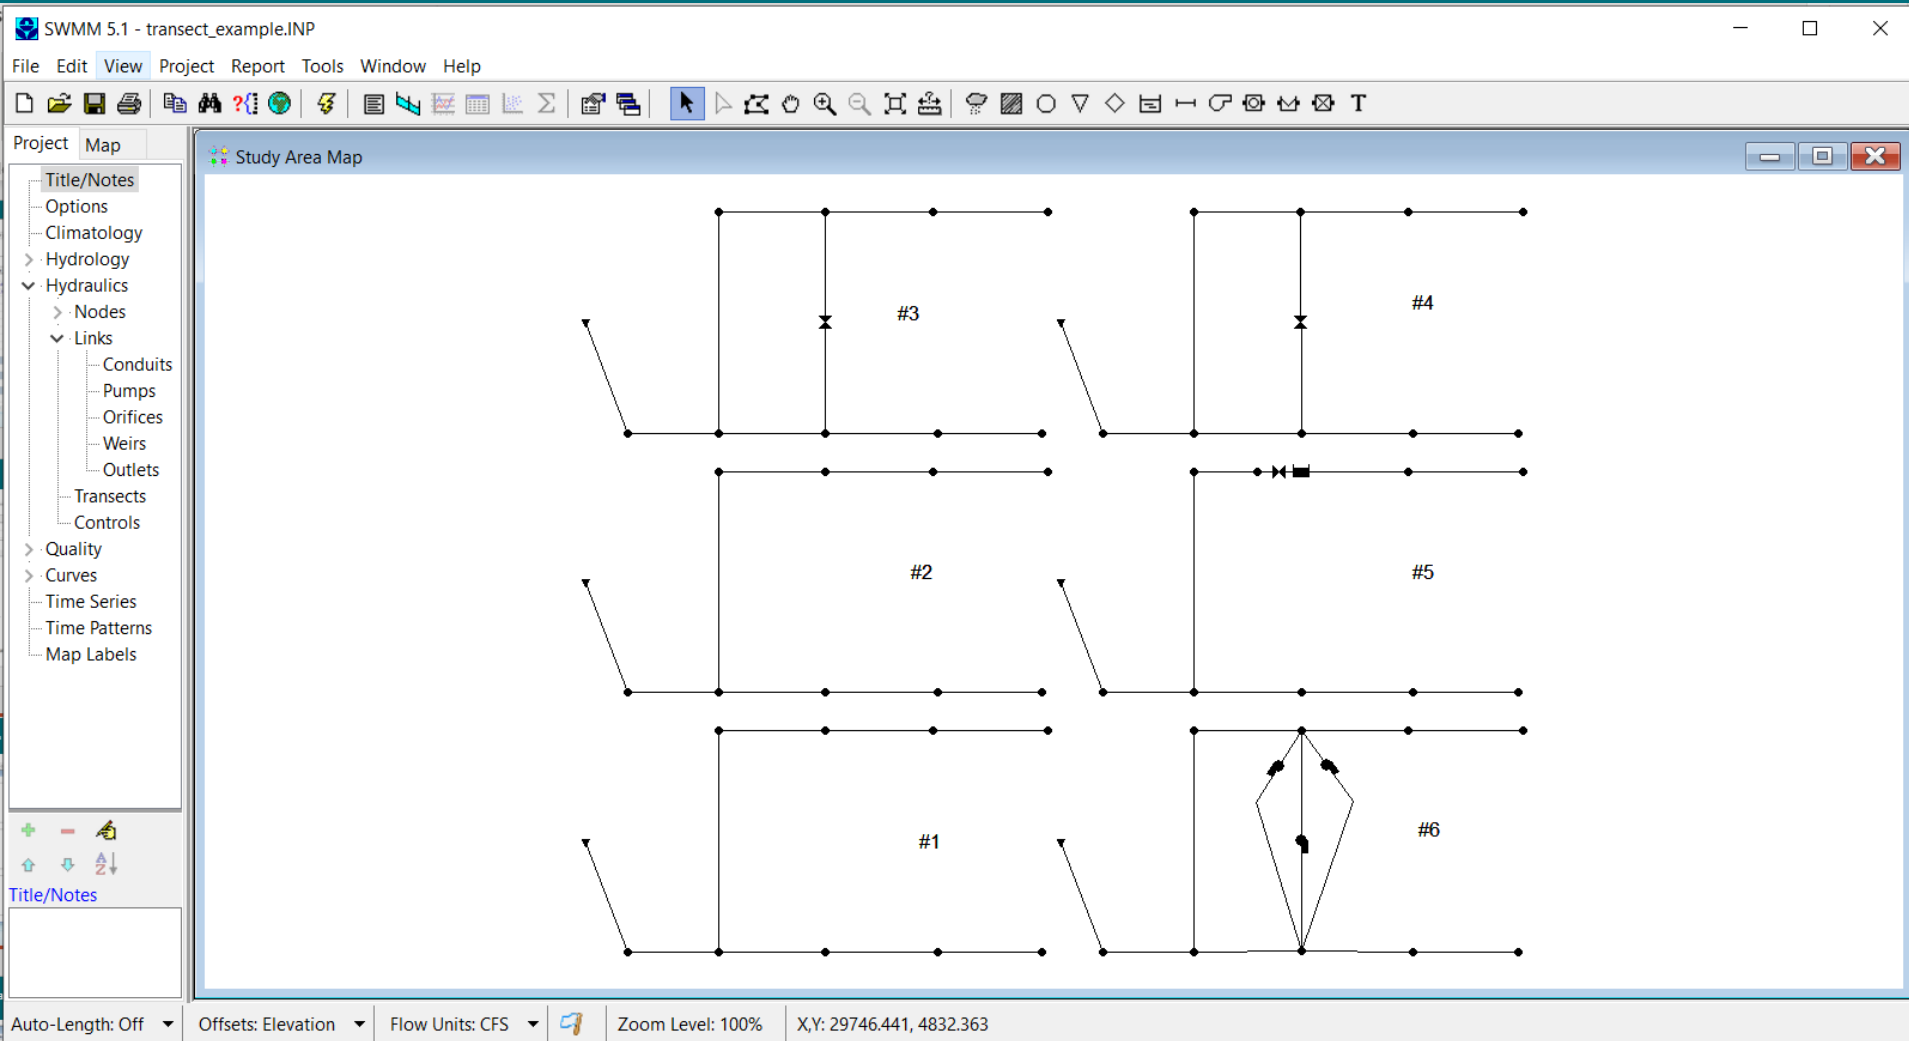 SWMM 5.1 - transect_example.INP
File Edit View Project Report Tools Window Help
?{} T
Project Map
Study Area Map
Title/Notes
Options
Climatology
Hydrology
Hydraulics
Nodes
Links
Conduits
Pumps
Orifices
Weirs
Outlets
Transects
Controls
Quality
Curves
Time Series
Time Patterns
Map Labels
#3
#4
#2
#5
#1
#6
A
Z
Title/Notes
Auto-Length: Off Offsets: Elevation Flow Units: CFS Zoom Level: 100% X,Y: 29746.441, 4832.363